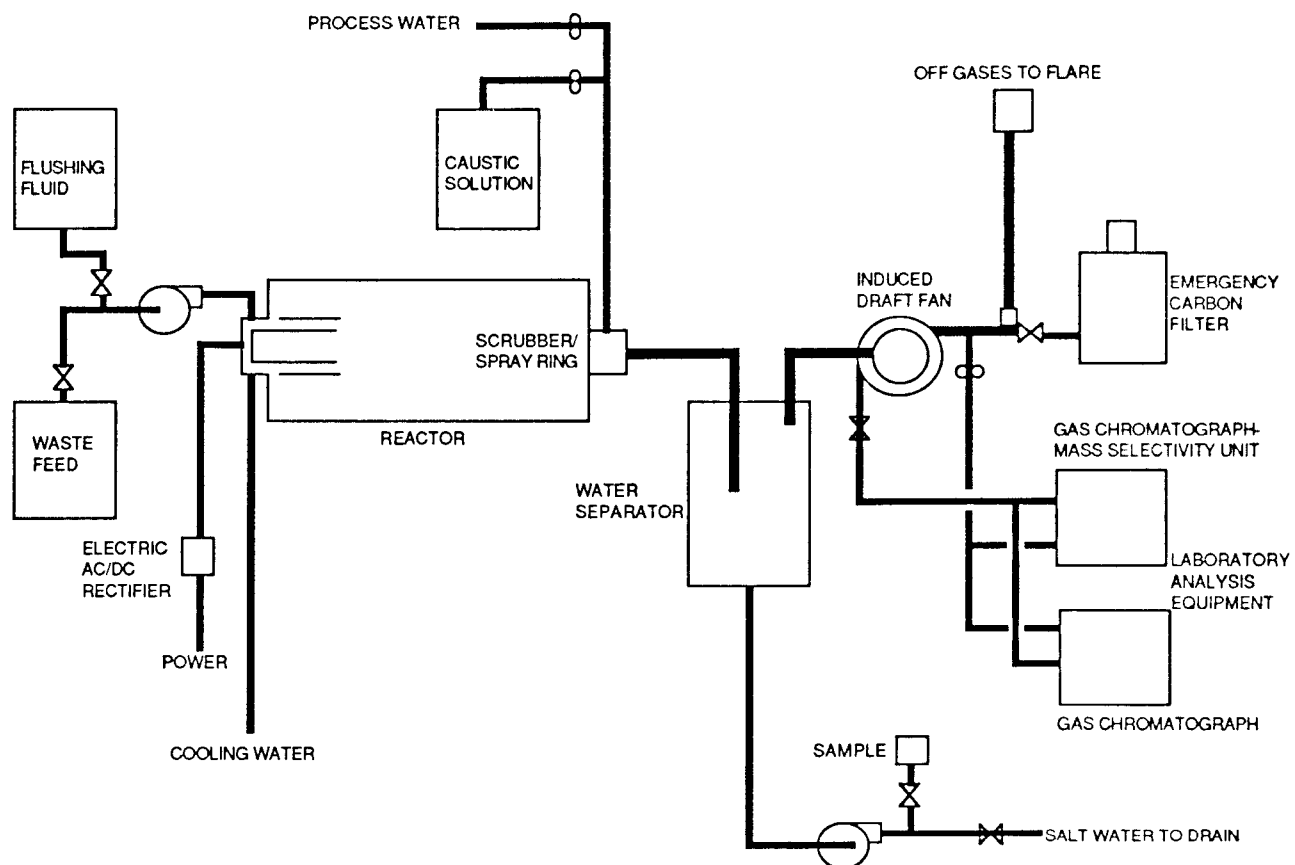 PROCESS WATER
OFF GASES TO FLARE
FLUSHING
FLUID
CAUSTIC
SOLUTION
INDUCED
DRAFT FAN
EMERGENCY
CARBON
FILTER
SCRUBBER/
SPRAY RING
REACTOR
WASTE
FEED
GAS CHROMATOGRAPH-
MASS SELECTIVITY UNIT
WATER
SEPARATOR
ELECTRIC
AC/DC
RECTIFIER
LABORATORY
ANALYSIS
EQUIPMENT
POWER
GAS CHROMATOGRAPH
COOLING WATER
SAMPLE
SALT WATER TO DRAIN